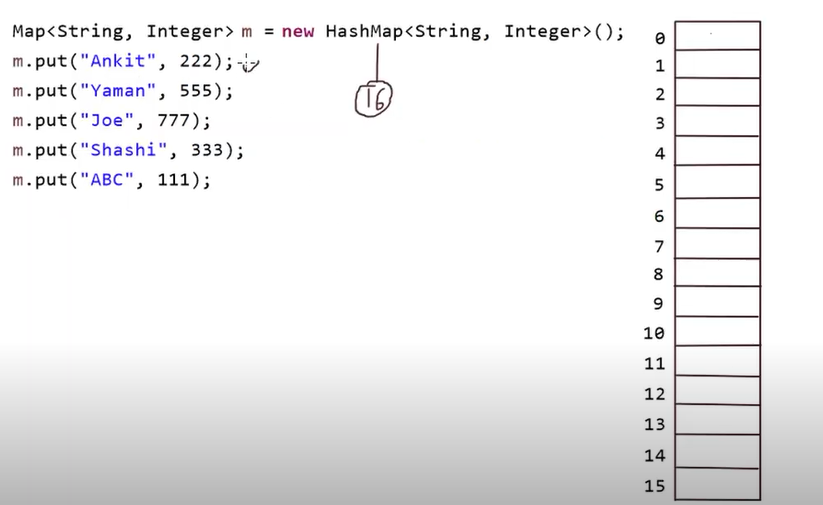 Map<String, Integer> m = new HashMap<String, Integer>();
m.put("Ankit", 222);
m.put("Yaman", 555);
m.put("Joe", 777);
m.put("Shashi", 333);
m.put("ABC", 111);
16
0
1
2
3
4
5
6
7
8
9
10
11
12
13
14
15